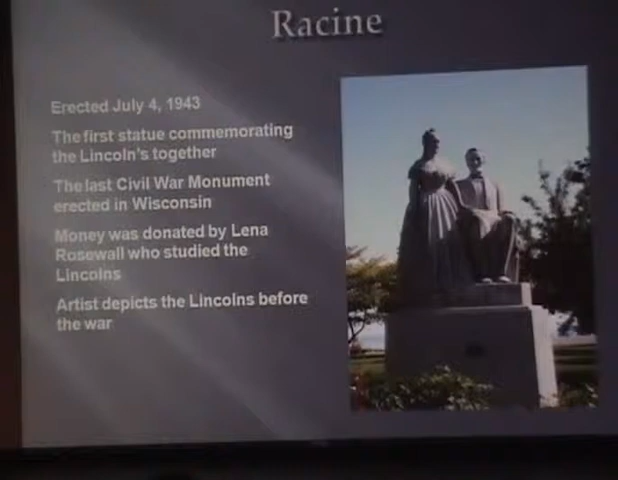 Racine
Erected July 4, 1943
The first statue commemorating
the Lincoln's together
The last Civil War Monument
erected in Wisconsin
Money was donated by Lena
Rosewall who studied the
Lincolns
Artist depicts the Lincolns before
the war